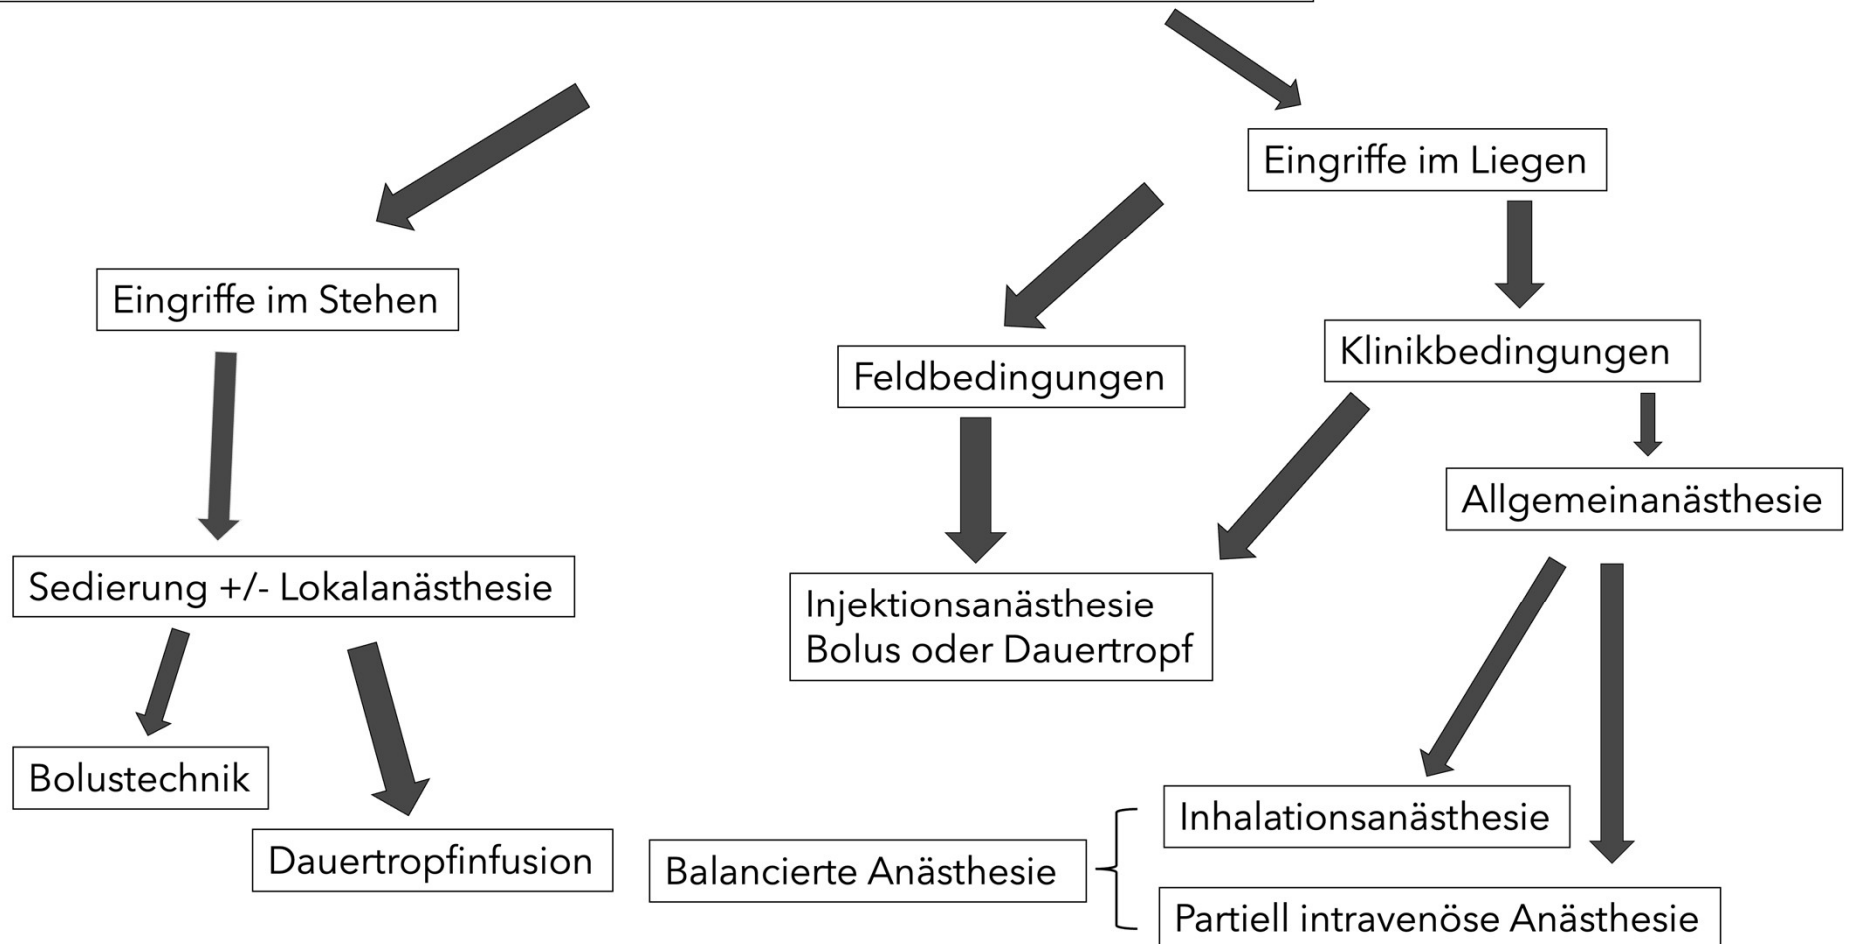 Eingriffe im Liegen
Eingriffe im Stehen
Klinikbedingungen
Feldbedingungen
Allgemeinanästhesie
Sedierung +/- Lokalanästhesie
Injektionsanästhesie
Bolus oder Dauertropf
Bolustechnik
Inhalationsanästhesie
Dauertropfinfusion
Balancierte Anästhesie
Partiell intravenöse Anästhesie